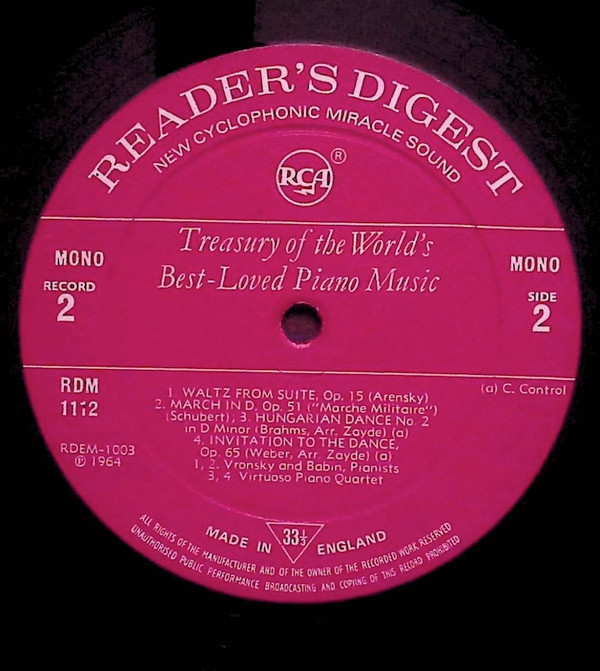 READER'S DIGEST
NEW CYCLOPHONIC MIRACLE SOUND
RCA ®
Treasury of the World's
Best-Loved Piano Music
MONO
RECORD
2
MONO
SIDE
2
RDM
1112
RDEM-1003
℗ 1964
(a) C. Control
1. WALTZ FROM SUITE, Op. 15 (Arensky)
2. MARCH IN D, Op. 51 ("Marche Militaire")
(Schubert); 3. HUNGARIAN DANCE No. 2
in D Minor (Brahms, Arr. Zayde) (a)
4. INVITATION TO THE DANCE,
Op. 65 (Weber, Arr. Zayde) (a)
1, 2. Vronsky and Babin, Pianists
3, 4 Virtuoso Piano Quartet
MADE IN 33⅓ ENGLAND
ALL RIGHTS OF THE MANUFACTURER AND OF THE OWNER OF THE RECORDED WORK RESERVED
UNAUTHORISED PUBLIC PERFORMANCE BROADCASTING AND COPYING OF THIS RECORD PROHIBITED